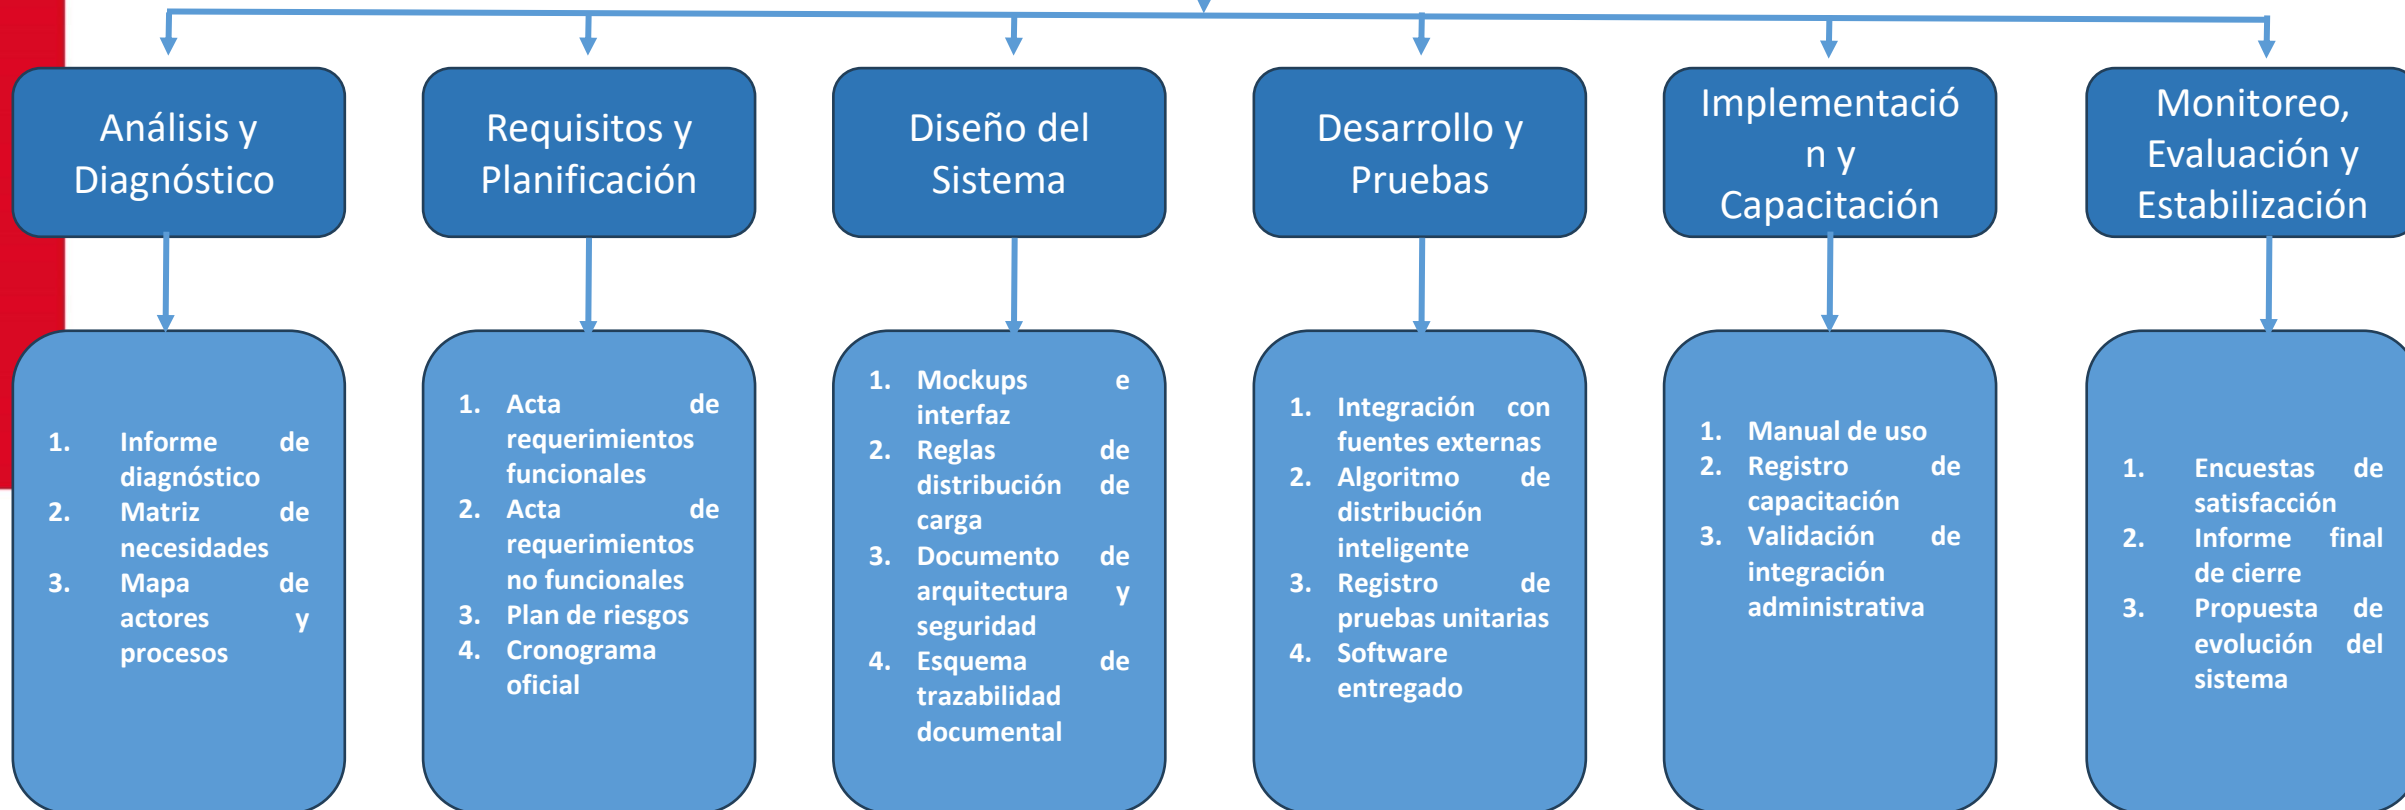 Análisis y
Diagnóstico
Requisitos y
Planificación
Diseño del
Sistema
Desarrollo y
Pruebas
Implementació
n y
Capacitación
Monitoreo,
Evaluación y
Estabilización
1. Informe de
diagnóstico
2. Matriz de
necesidades
3. Mapa de
actores y
procesos
1. Acta de
requerimientos
funcionales
2. Acta de
requerimientos
no funcionales
3. Plan de riesgos
4. Cronograma
oficial
1. Mockups e
interfaz
2. Reglas de
distribución de
carga
3. Documento de
arquitectura y
seguridad
4. Esquema de
trazabilidad
documental
1. Integración con
fuentes externas
2. Algoritmo de
distribución
inteligente
3. Registro de
pruebas unitarias
4. Software
entregado
1. Manual de uso
2. Registro de
capacitación
3. Validación de
integración
administrativa
1. Encuestas de
satisfacción
2. Informe final
de cierre
3. Propuesta de
evolución del
sistema